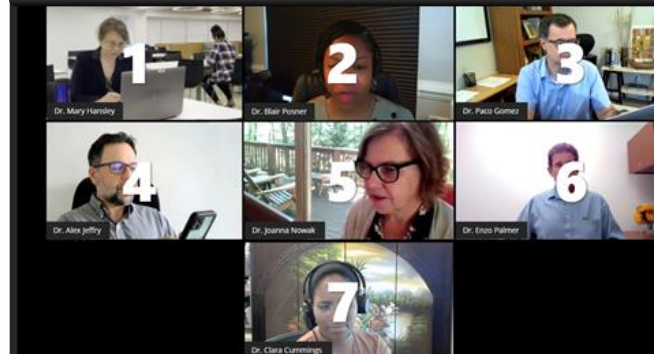 1
Dr. Mary Hansley
2
Dr. Blair Posner
3
Dr. Paco Gomez
4
Dr. Alex Jeffry
5
Dr. Joanna Nowak
6
Dr. Enzo Palmer
7
Dr. Clara Cummings